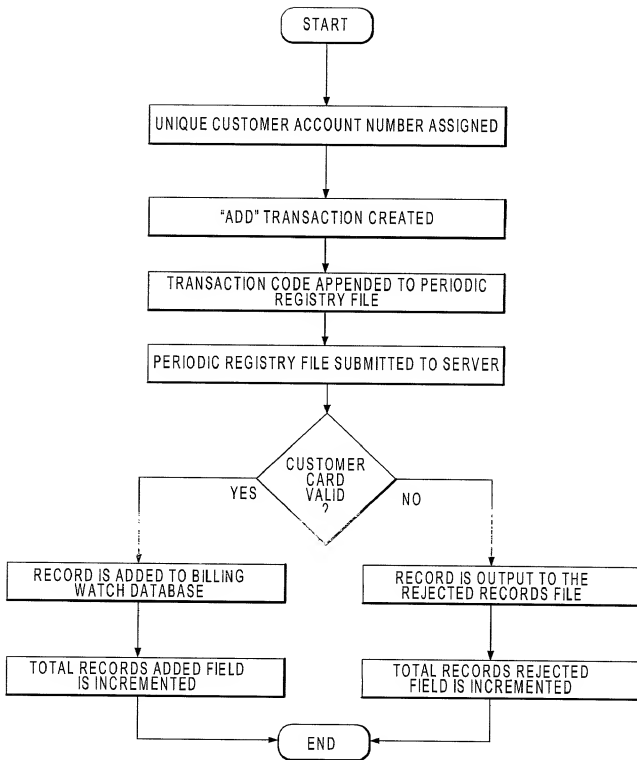 START
UNIQUE CUSTOMER ACCOUNT NUMBER ASSIGNED
"ADD" TRANSACTION CREATED
TRANSACTION CODE APPENDED TO PERIODIC
REGISTRY FILE
PERIODIC REGISTRY FILE SUBMITTED TO SERVER
CUSTOMER
CARD
VALID
?
YES
NO
RECORD IS ADDED TO BILLING
WATCH DATABASE
RECORD IS OUTPUT TO THE
REJECTED RECORDS FILE
TOTAL RECORDS ADDED FIELD
IS INCREMENTED
TOTAL RECORDS REJECTED
FIELD IS INCREMENTED
END